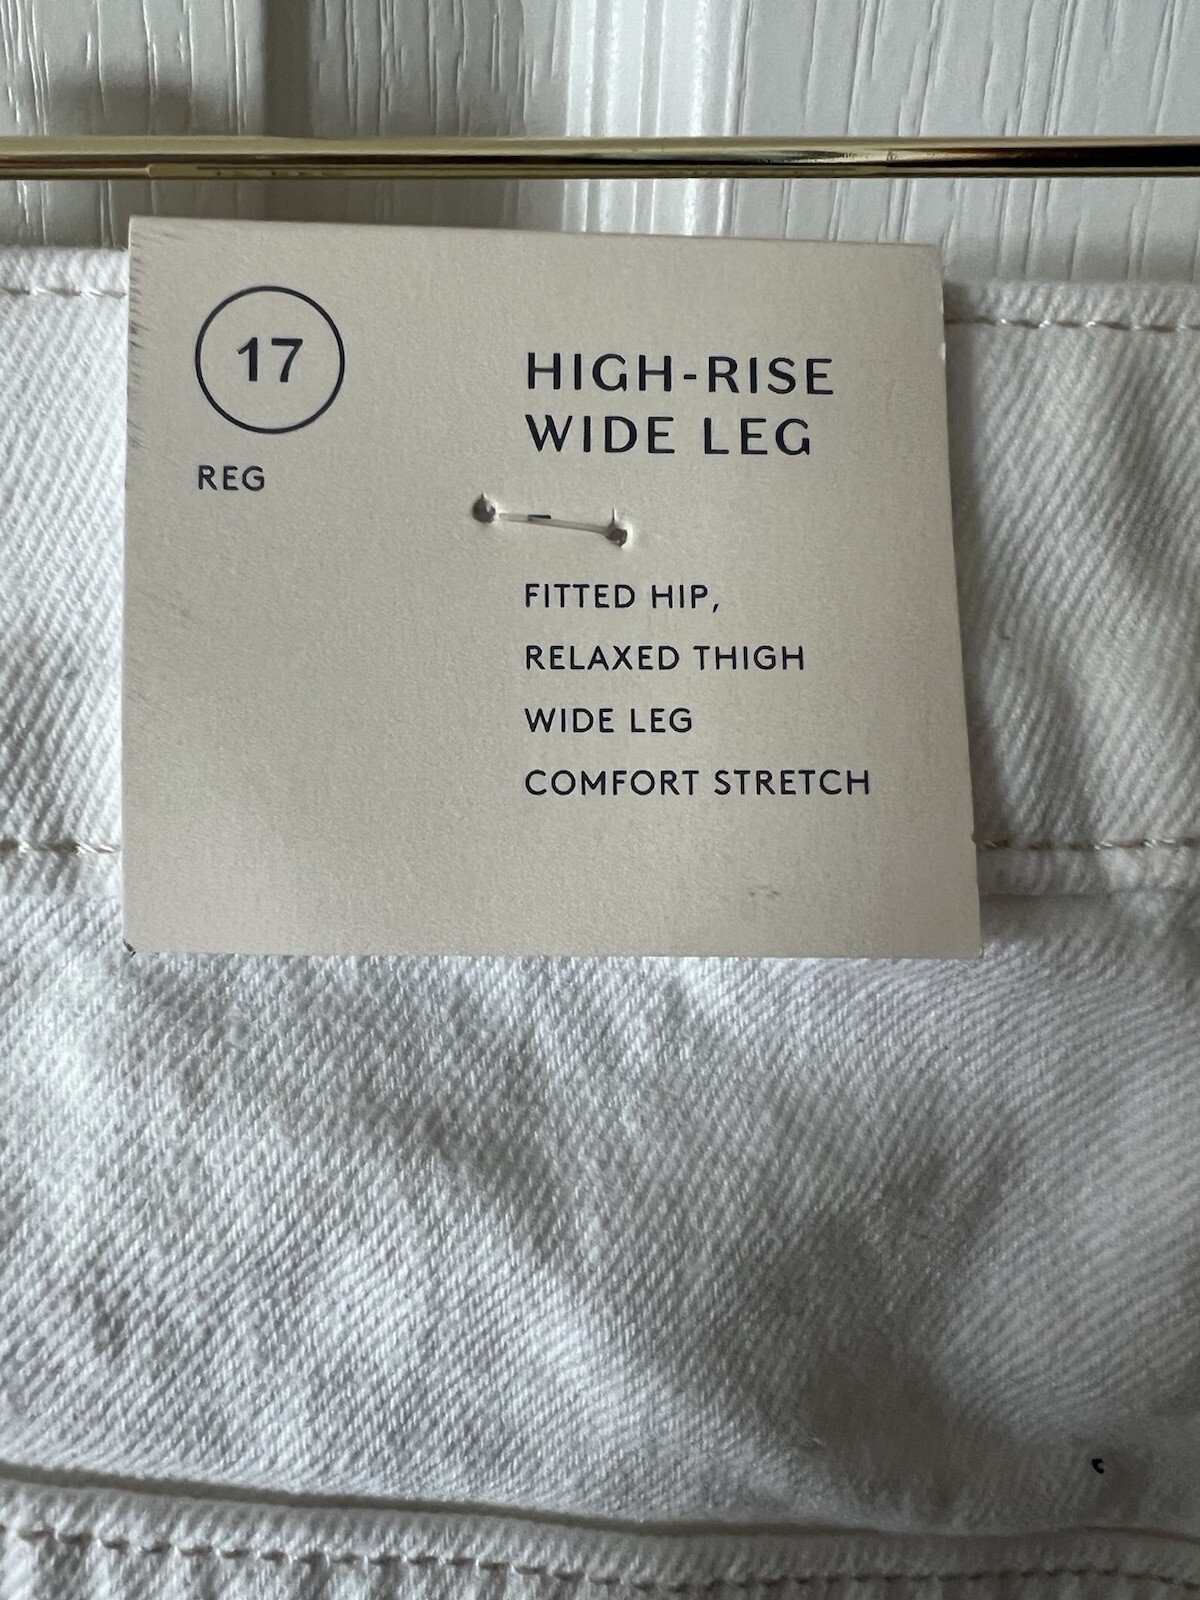 17
REG
HIGH-RISE
WIDE LEG
FITTED HIP,
RELAXED THIGH
WIDE LEG
COMFORT STRETCH